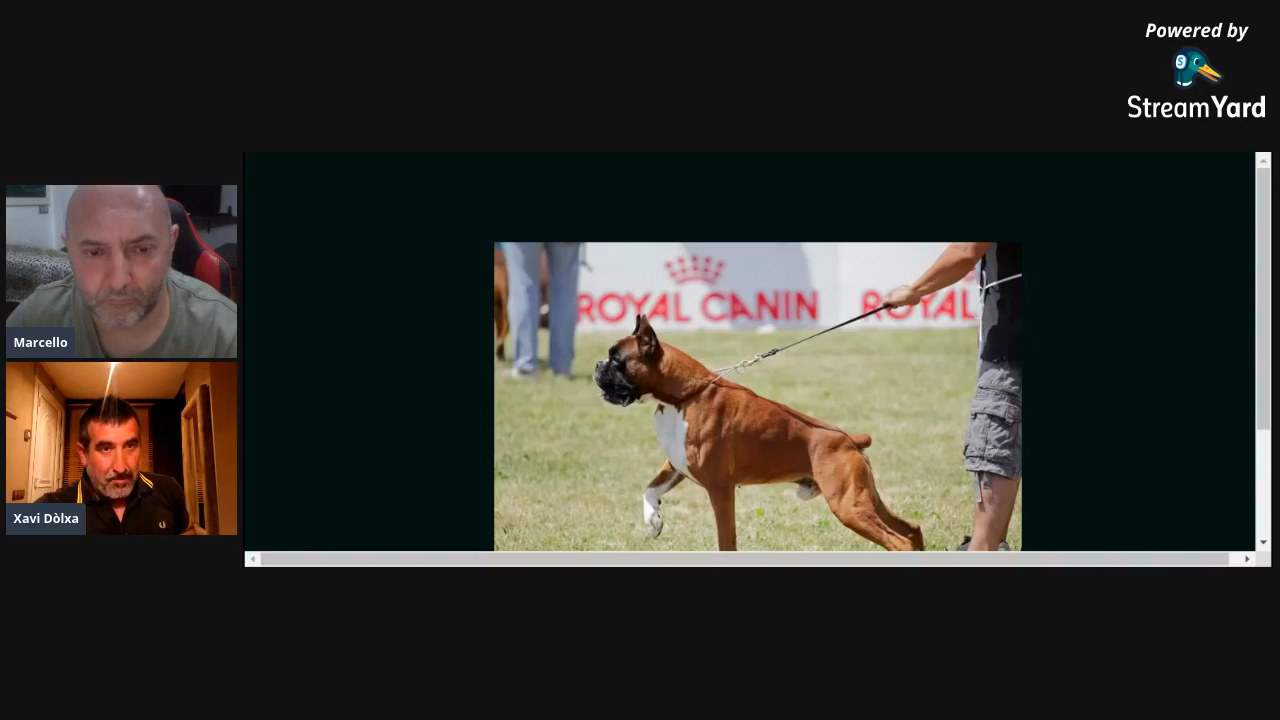 Powered by
S
StreamYard
Marcello
Xavi Dòlxa
ROYAL CANIN
ROYAL